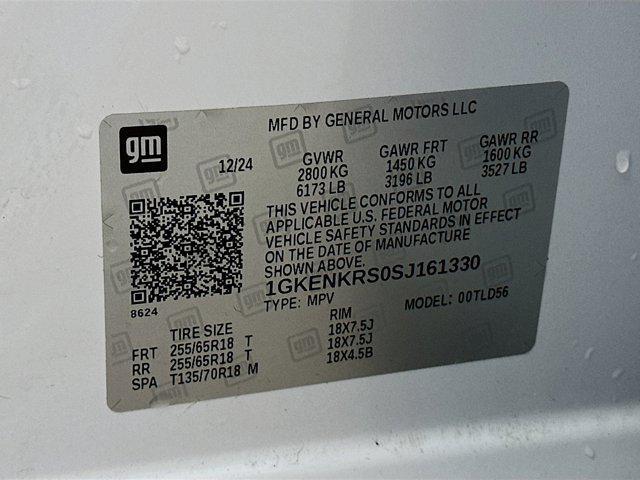 gm
MFD BY GENERAL MOTORS LLC
12/24
GVWR GAWR FRT GAWR RR
2800 KG 1450 KG 1600 KG
6173 LB 3196 LB 3527 LB
THIS VEHICLE CONFORMS TO ALL
APPLICABLE U.S. FEDERAL MOTOR
VEHICLE SAFETY STANDARDS IN EFFECT
ON THE DATE OF MANUFACTURE
SHOWN ABOVE.
1GKENKRS0SJ161330
TYPE: MPV MODEL: 00TLD56
8624
TIRE SIZE RIM
FRT 255/65R18 T 18X7.5J
RR 255/65R18 T 18X7.5J
SPA T135/70R18 M 18X4.5B